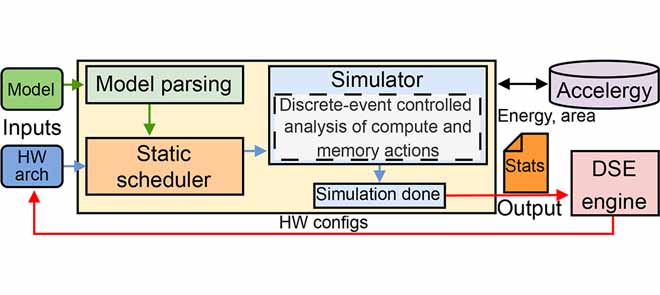 Model
Inputs
HW
arch
Model parsing
Static
scheduler
Simulator
Discrete-event controlled
analysis of compute and
memory actions
Simulation done
Accelergy
Energy, area
Stats
Output
DSE
engine
HW configs